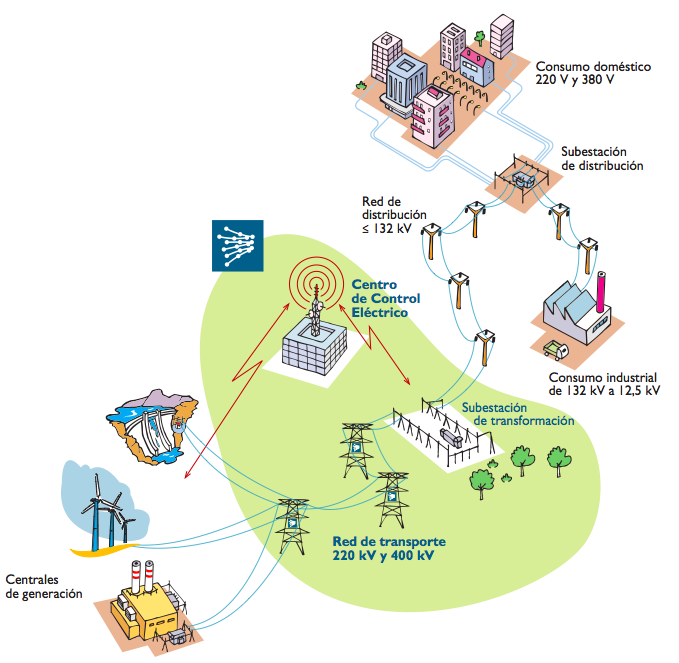 Consumo doméstico
220 V y 380 V
Subestación
de distribución
Red de
distribución
≤ 132 kV
Centro
de Control
Eléctrico
Consumo industrial
de 132 kV a 12,5 kV
Subestación
de transformación
Red de transporte
220 kV y 400 kV
Centrales
de generación